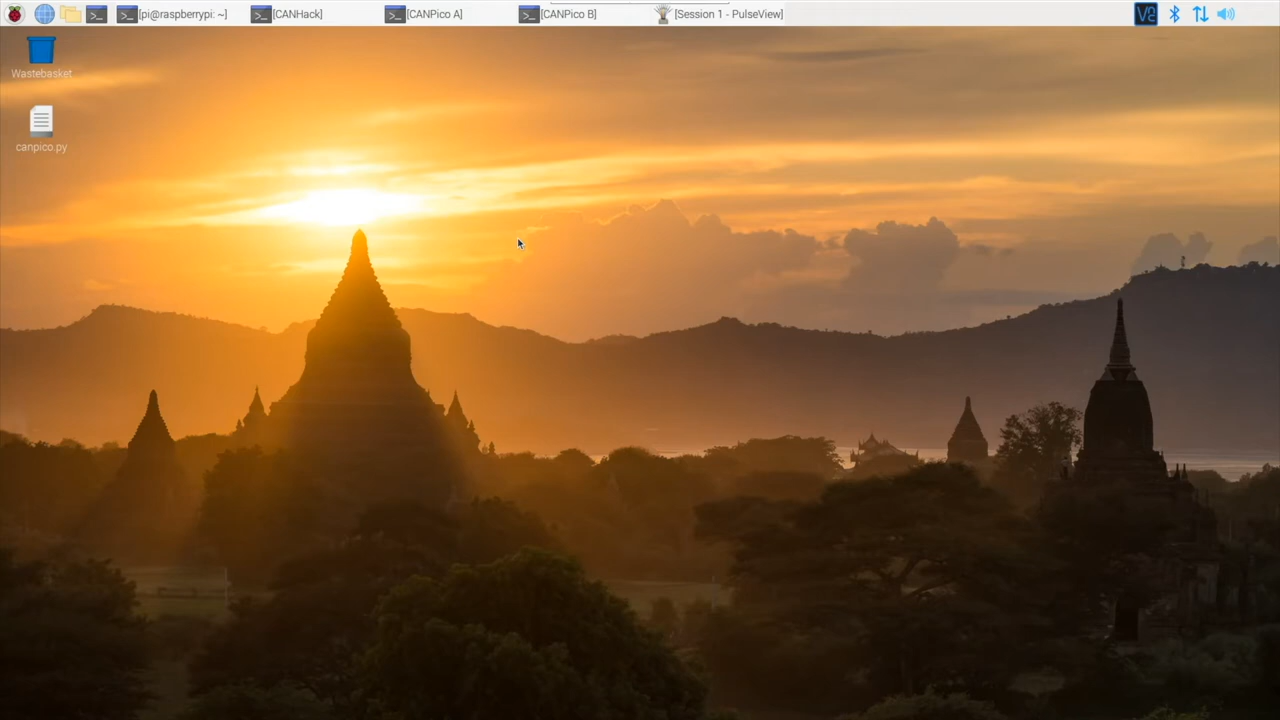 [pi@raspberrypi: ~]
[CANHack]
[CANPico A]
[CANPico B]
[Session 1 - PulseView]
Wastebasket
canpico.py